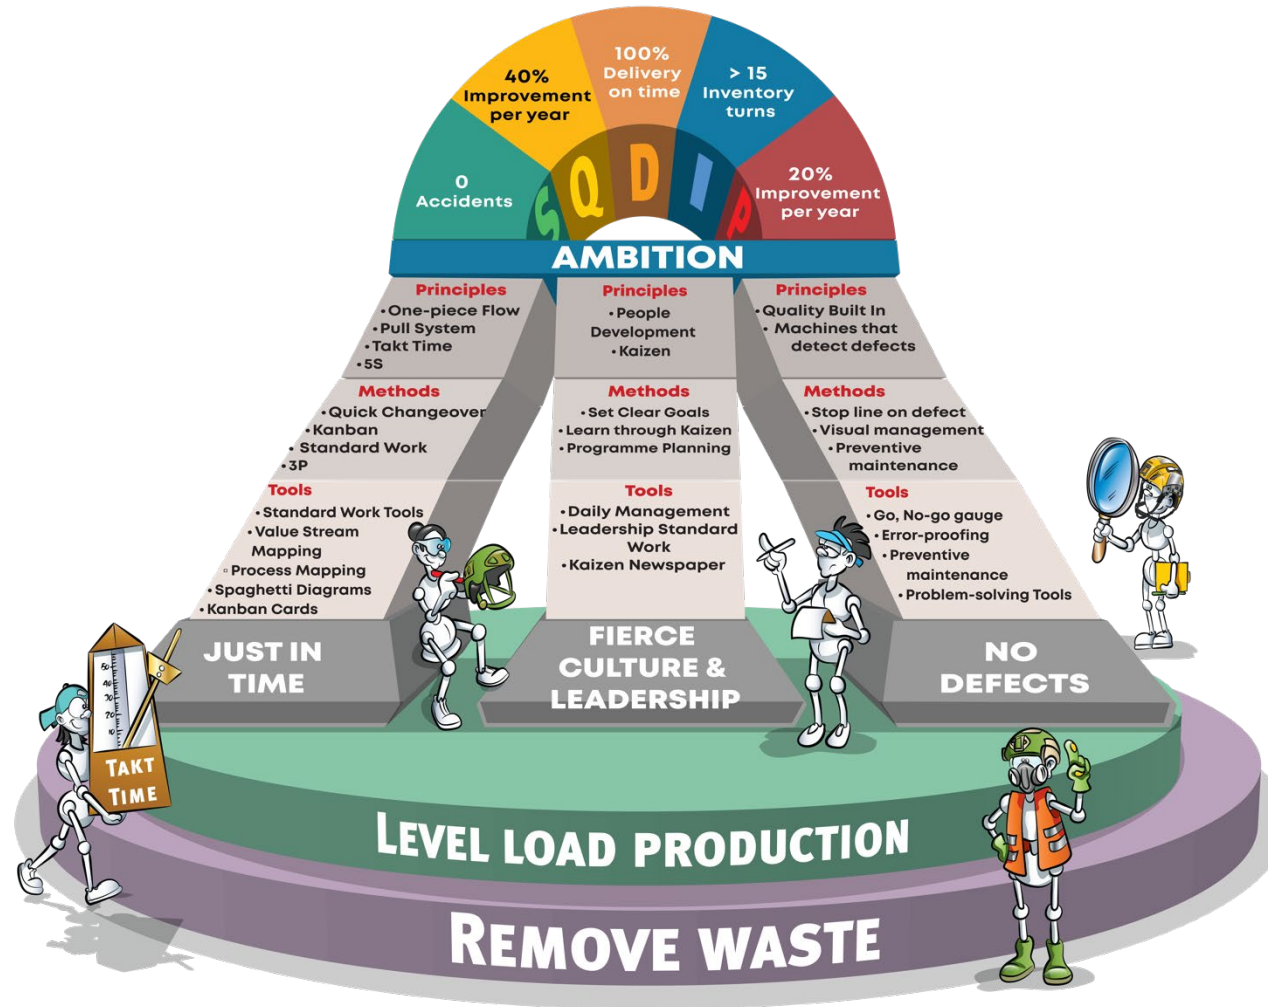 100%
Delivery
on time
40%
Improvement
per year
> 15
Inventory
turns
0
Accidents
20%
Improvement
per year
S Q D I P
AMBITION
Principles
•One-piece Flow
•Pull System
•Takt Time
•5S
Methods
•Quick Changeover
•Kanban
• Standard Work
•3P
Tools
•Standard Work Tools
•Value Stream
Mapping
▫ Process Mapping
•Spaghetti Diagrams
•Kanban Cards
JUST IN
TIME
Principles
•People
Development
•Kaizen
Methods
•Set Clear Goals
•Learn through Kaizen
•Programme Planning
Tools
•Daily Management
•Leadership Standard
Work
•Kaizen Newspaper
FIERCE
CULTURE &
LEADERSHIP
Principles
•Quality Built In
• Machines that
detect defects
Methods
•Stop line on defect
•Visual management
•Preventive
maintenance
Tools
•Go, No-go gauge
•Error-proofing
•Preventive
maintenance
•Problem-solving Tools
NO
DEFECTS
50
40
30
20
10
TAKT
TIME
LEVEL LOAD PRODUCTION
REMOVE WASTE